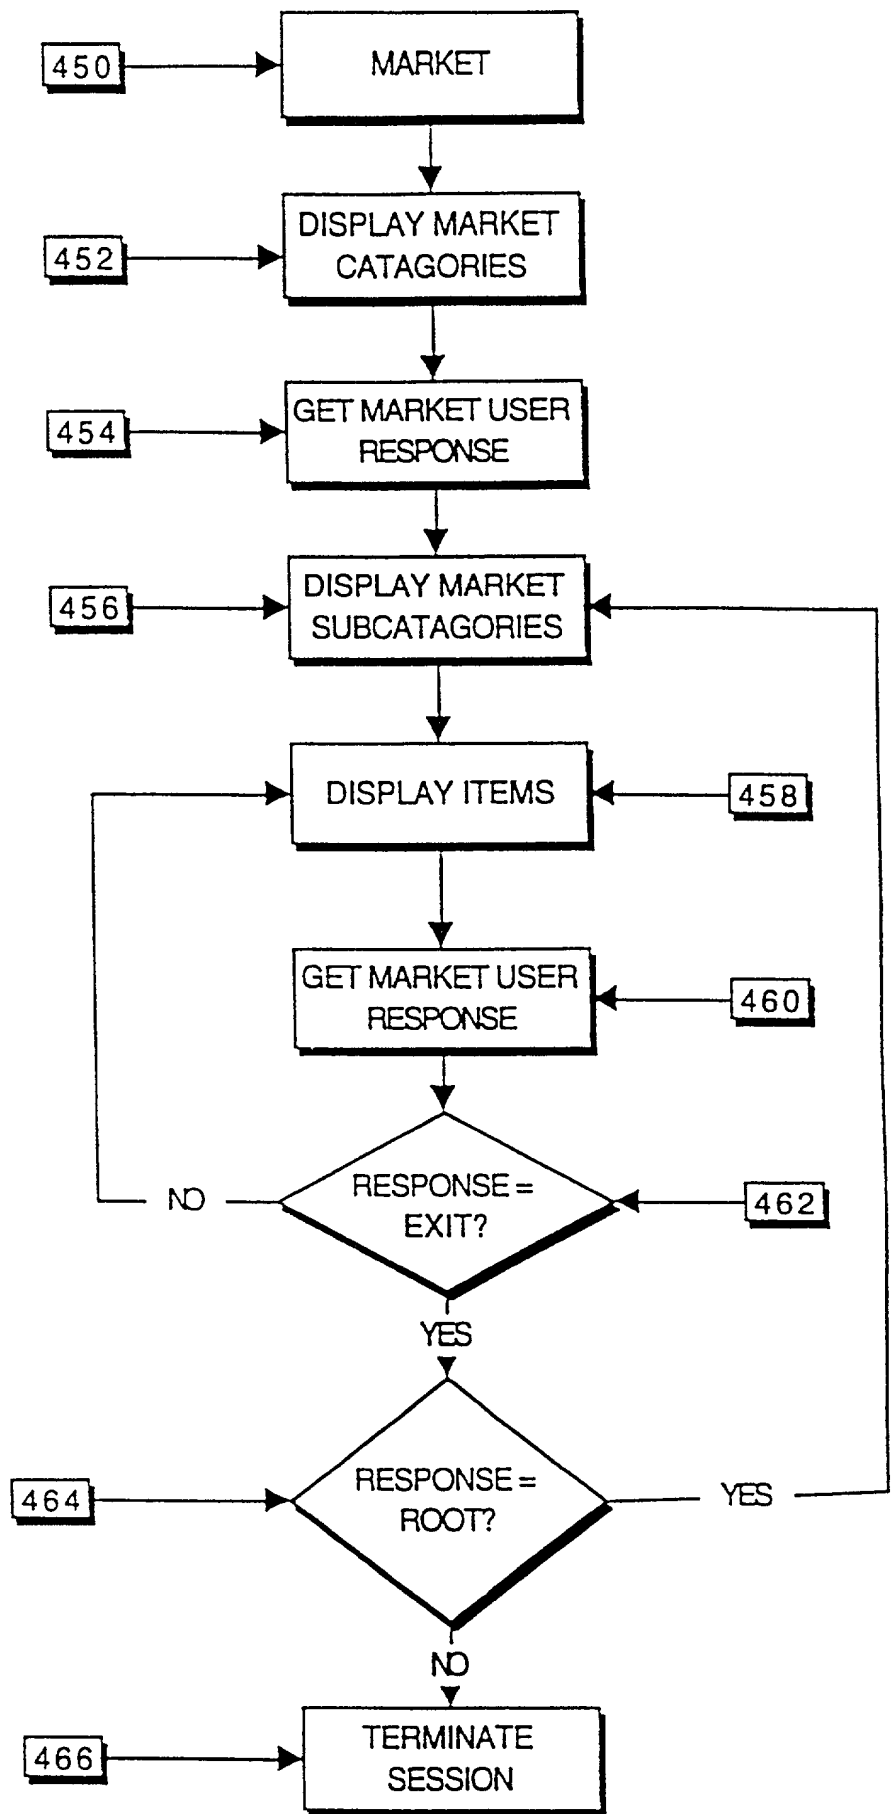 450
MARKET
452
DISPLAY MARKET
CATAGORIES
454
GET MARKET USER
RESPONSE
456
DISPLAY MARKET
SUBCATAGORIES
DISPLAY ITEMS
458
GET MARKET USER
RESPONSE
460
NO
RESPONSE =
EXIT?
462
YES
464
RESPONSE =
ROOT?
YES
NO
466
TERMINATE
SESSION